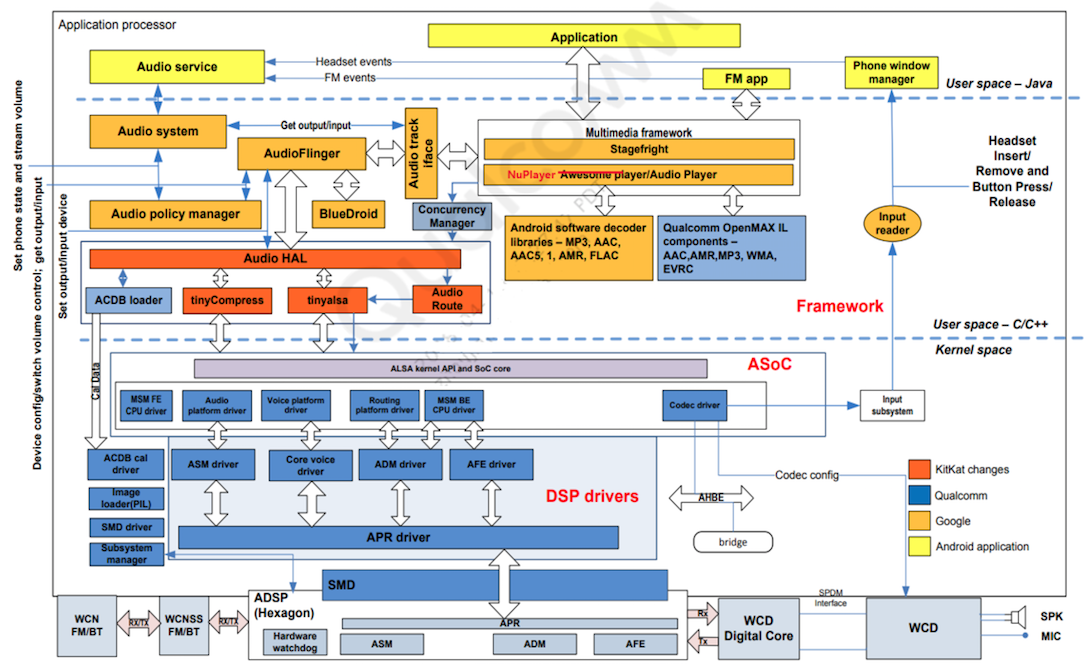 Application processor
Application
Audio service
Headset events
FM events
FM app
Phone window
manager
User space – Java
Audio system
Get output/input
Audio track
iface
AudioFlinger
Multimedia framework
Stagefright
NuPlayer Awesome player/Audio Player
Headset
Insert/
Remove and
Button Press/
Release
Set phone state and stream volume
Device config/switch volume control; get output/input
Set output/input device
Audio policy manager
BlueDroid
Concurrency
Manager
Input
reader
Android software decoder
libraries – MP3, AAC,
AAC5, 1, AMR, FLAC
Qualcomm OpenMAX IL
components –
AAC,AMR,MP3, WMA,
EVRC
Audio HAL
ACDB loader
tinyCompress
tinyalsa
Audio
Route
Framework
User space – C/C++
Kernel space
Cal Data
ALSA kernel API and SoC core
ASoC
MSM FE
CPU driver
Audio
platform driver
Voice platform
driver
Routing
platform driver
MSM BE
CPU driver
Codec driver
Input
subsystem
ACDB cal
driver
ASM driver
Core voice
driver
ADM driver
AFE driver
Codec config
KitKat changes
Qualcomm
Google
Android application
Image
loader(PIL)
DSP drivers
AHBE
SMD driver
APR driver
bridge
Subsystem
manager
SMD
ADSP
(Hexagon)
SPDM
Interface
WCN
FM/BT
RX/TX
WCNSS
FM/BT
RX/TX
APR
Hardware
watchdog
ASM
ADM
AFE
Rx
Tx
WCD
Digital Core
WCD
SPK
MIC